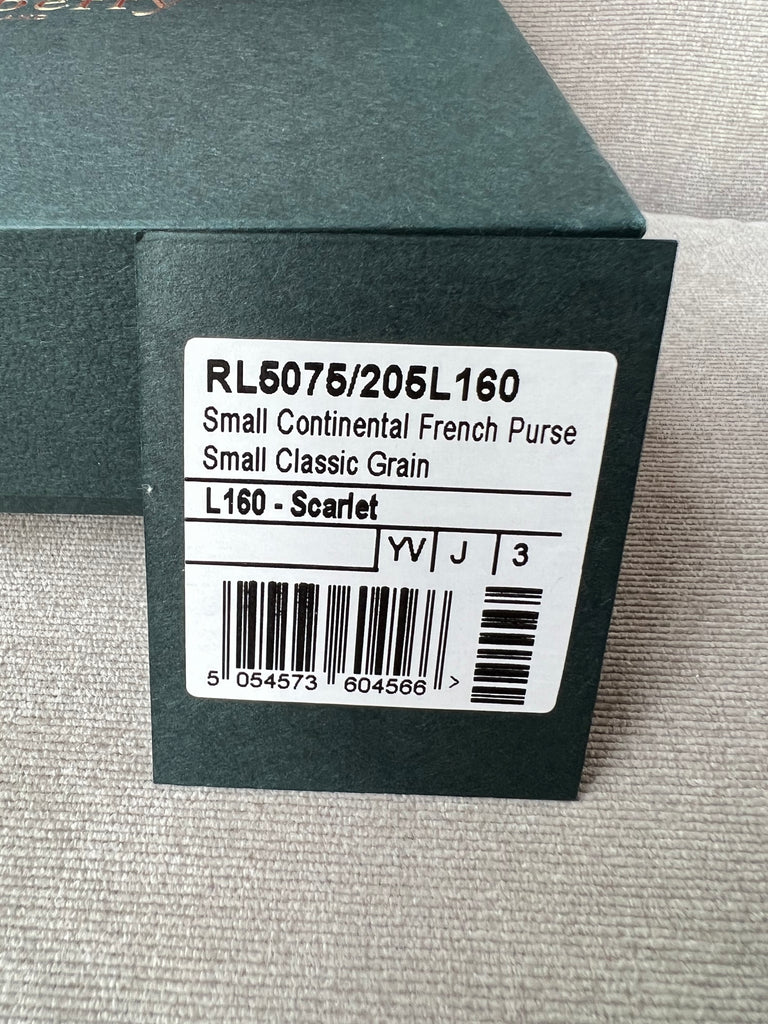 RL5075/205L160
Small Continental French Purse
Small Classic Grain
L160 - Scarlet
YV J 3
5 054573 604566 >